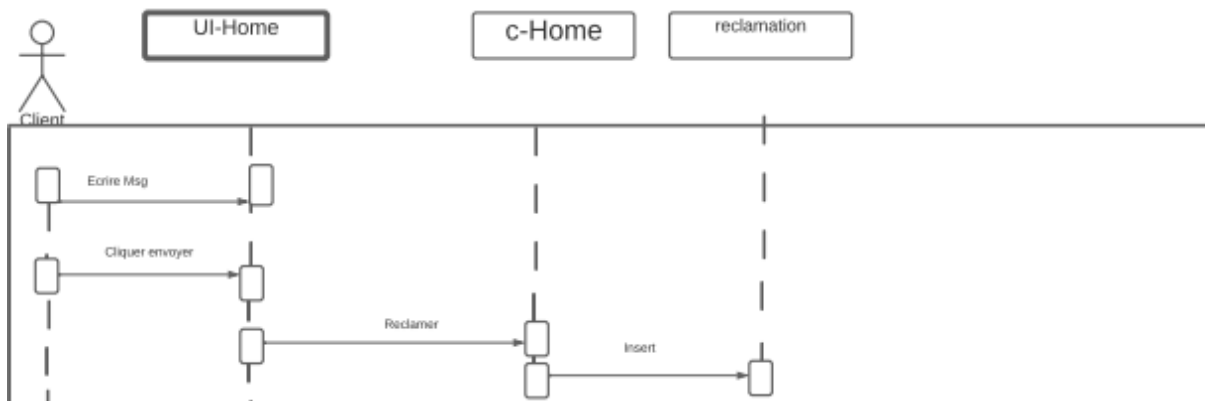 UI-Home
c-Home
reclamation
Client
Ecrire Msg
Cliquer envoyer
Reclamer
Insert